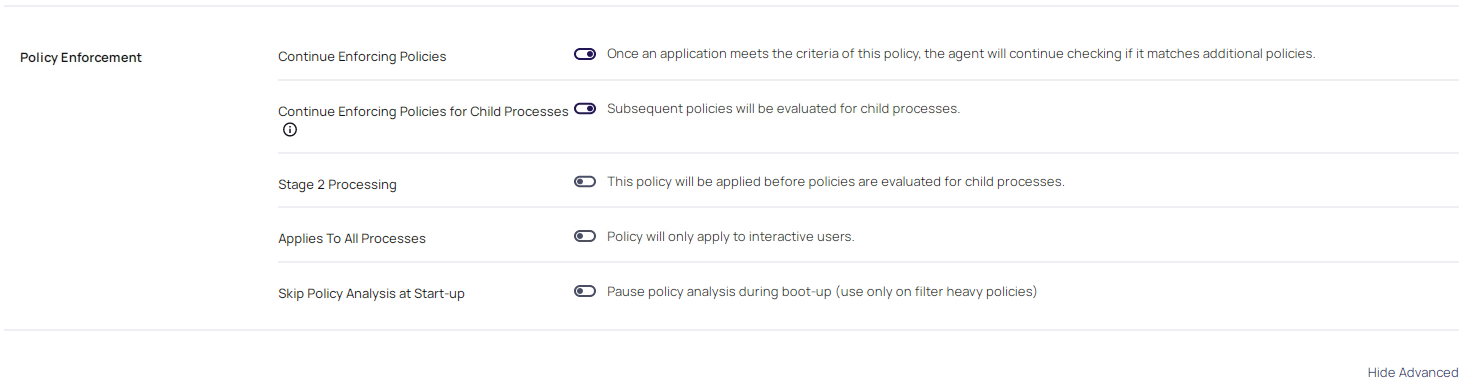 Policy Enforcement
Continue Enforcing Policies
Once an application meets the criteria of this policy, the agent will continue checking if it matches additional policies.
Continue Enforcing Policies for Child Processes
Subsequent policies will be evaluated for child processes.
Stage 2 Processing
This policy will be applied before policies are evaluated for child processes.
Applies To All Processes
Policy will only apply to interactive users.
Skip Policy Analysis at Start-up
Pause policy analysis during boot-up (use only on filter heavy policies)
Hide Advanced